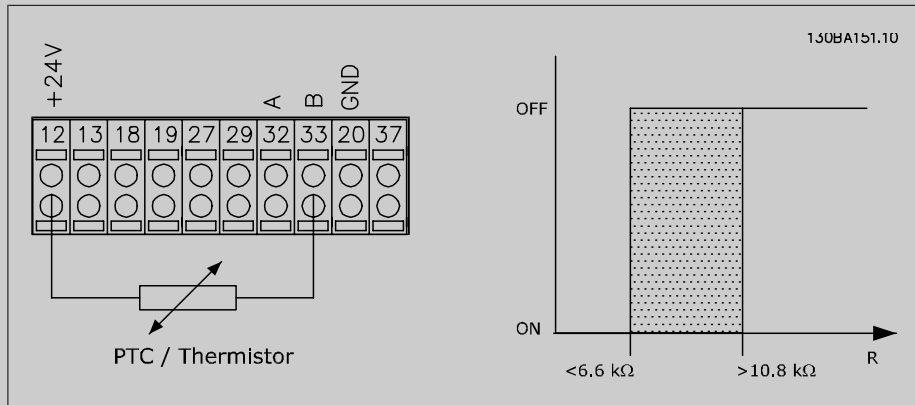 130BA151.10
+24V
A
B
GND
12 13 18 19 27 29 32 33 20 37
PTC / Thermistor
OFF
ON
R
<6.6 kΩ
>10.8 kΩ